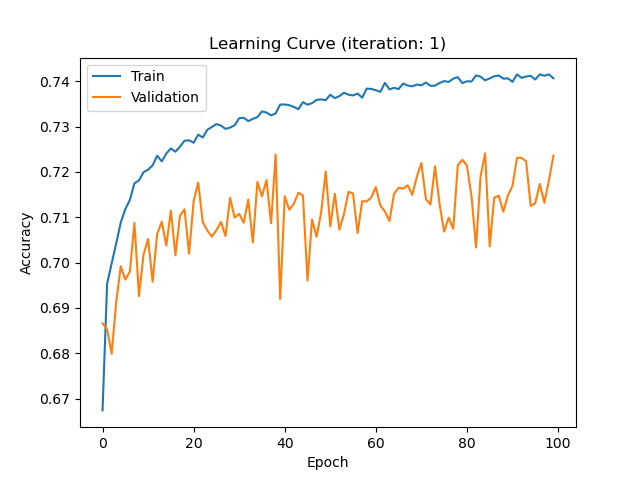 Learning Curve (iteration: 1)
Train
Validation
0.74
0.73
0.72
0.71
0.70
0.69
0.68
0.67
Accuracy
0 20 40 60 80 100
Epoch